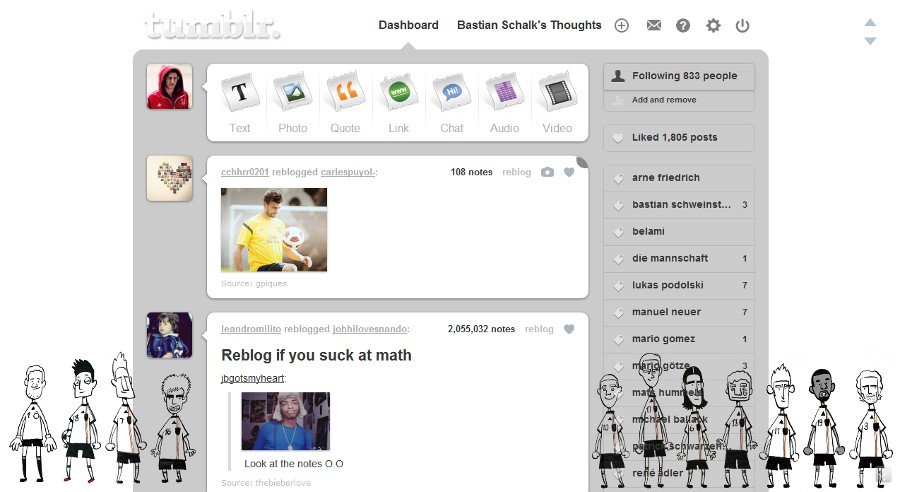 tumblr.
Dashboard
Bastian Schalk's Thoughts
Text
Photo
Quote
www
Link
Hi!
Chat
Audio
Video
cchhrr0201 reblogged carlespuyol-:
108 notes
reblog
Source: gpiques
leandromilito reblogged johhilovesnando:
2,055,032 notes
reblog
Reblog if you suck at math
jbgotsmyheart:
Look at the notes O.O
Source: thebieberlove
Following 833 people
Add and remove
Liked 1,805 posts
arne friedrich
bastian schweinst... 3
belami
die mannschaft 1
lukas podolski 7
manuel neuer 7
mario gomez 1
mario götze 3
mats hummels
michael ballack
patrick schwarzen...
rené adler